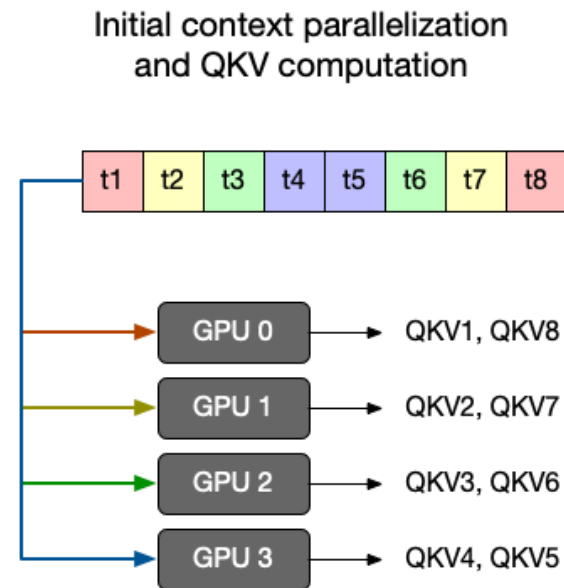 Initial context parallelization
and QKV computation
t1 t2 t3 t4 t5 t6 t7 t8
GPU 0 QKV1, QKV8
GPU 1 QKV2, QKV7
GPU 2 QKV3, QKV6
GPU 3 QKV4, QKV5